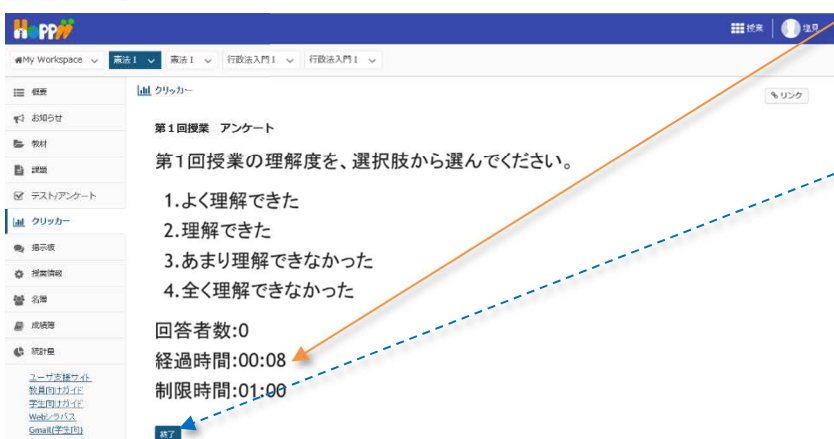 HoPPii
授業
塩見
My Workspace
憲法Ⅰ
憲法Ⅰ
行政法入門Ⅰ
行政法入門Ⅰ
概要
クリッカー
リンク
お知らせ
第1回授業 アンケート
教材
第1回授業の理解度を、選択肢から選んでください。
課題
1.よく理解できた
テスト/アンケート
2.理解できた
クリッカー
3.あまり理解できなかった
掲示板
4.全く理解できなかった
授業情報
名簿
回答者数:0
成績簿
経過時間:00:08
統計量
制限時間:01:00
ユーザ支援サイト
教員向けガイド
学生向けガイド
Webシラバス
Gmail(学生向)
終了